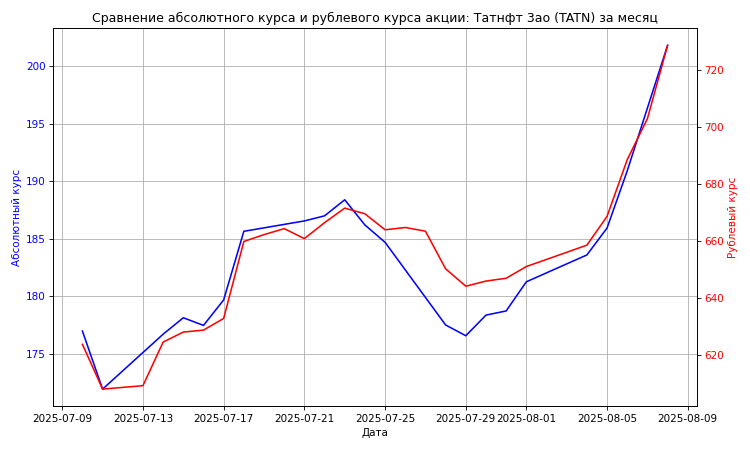 Сравнение абсолютного курса и рублевого курса акции: Татнфт 3ао (TATN) за месяц
200
195
190
185
180
175
Абсолютный курс
720
700
680
660
640
620
Рублевый курс
2025-07-09 2025-07-13 2025-07-17 2025-07-21 2025-07-25 2025-07-29 2025-08-01 2025-08-05 2025-08-09
Дата